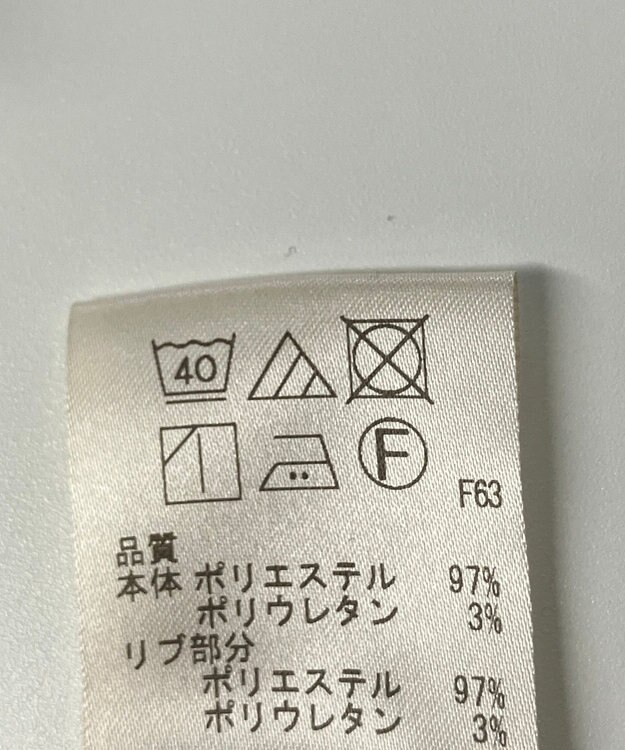 40
F
F63
品質
本体 ポリエステル 97%
ポリウレタン 3%
リブ部分
ポリエステル 97%
ポリウレタン 3%